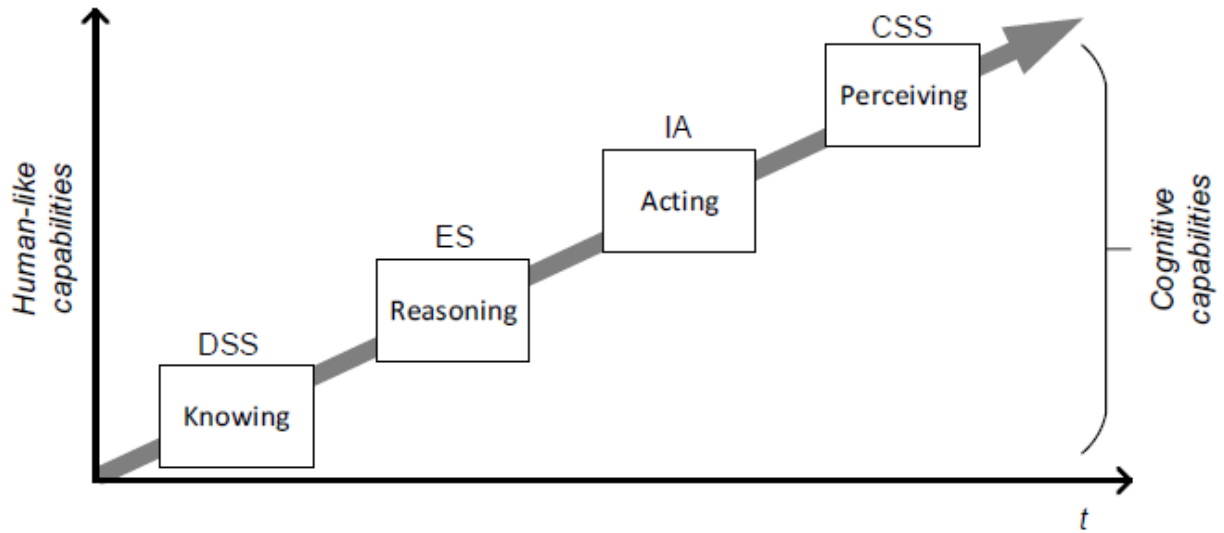 CSS
Perceiving
IA
Acting
ES
Reasoning
DSS
Knowing
Human-like
capabilities
Cognitive
capabilities
t